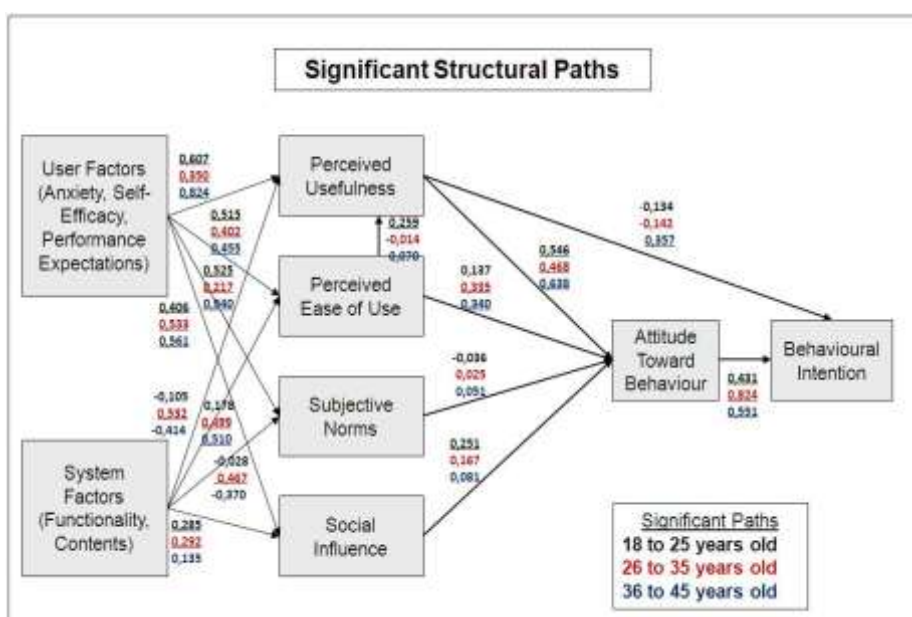 Significant Structural Paths
User Factors
(Anxiety, Self-
Efficacy,
Performance
Expectations)
0,607
0,350
0,824
0,515
0,402
0,455
0,525
0,217
0,840
0,406
0,533
0,561
System
Factors
(Functionality,
Contents)
-0,105
0,532
-0,414
0,178
0,499
0,510
-0,028
0,467
-0,370
0,285
0,292
0,135
Perceived
Usefulness
0,259
-0,014
0,070
Perceived
Ease of Use
Subjective
Norms
Social
Influence
-0,134
-0,142
0,357
0,546
0,468
0,638
0,137
0,335
0,340
-0,036
0,025
0,051
0,251
0,167
0,081
Attitude
Toward
Behaviour
0,431
0,824
0,591
Behavioural
Intention
Significant Paths
18 to 25 years old
26 to 35 years old
36 to 45 years old